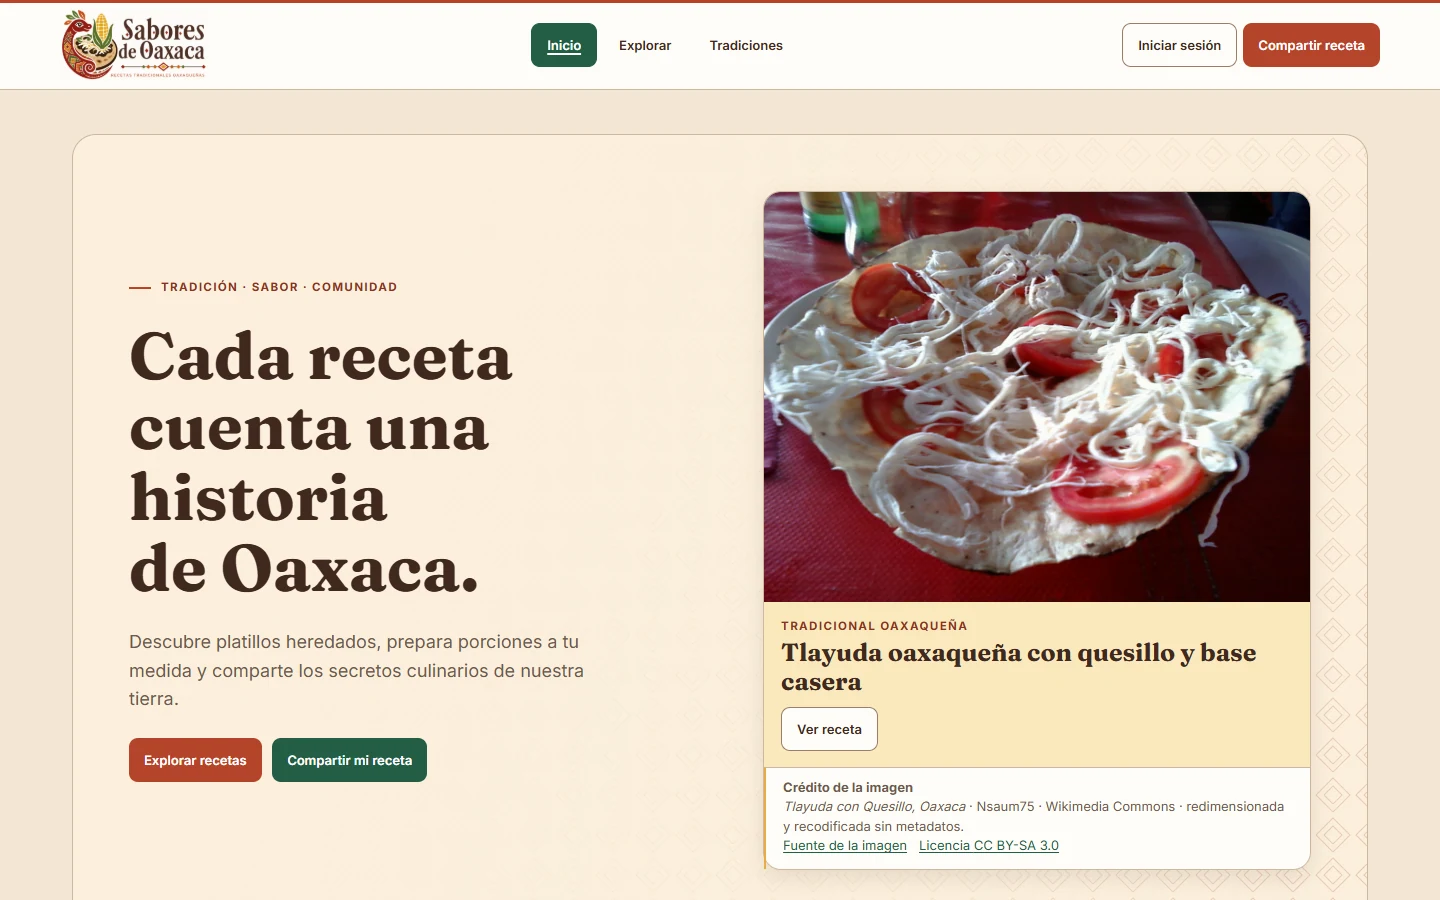 Sabores
de Oaxaca
RECETAS TRADICIONALES OAXAQUEÑAS
Inicio
Explorar
Tradiciones
Iniciar sesión
Compartir receta
TRADICIÓN · SABOR · COMUNIDAD
Cada receta
cuenta una
historia
de Oaxaca.
Descubre platillos heredados, prepara porciones a tu
medida y comparte los secretos culinarios de nuestra
tierra.
Explorar recetas
Compartir mi receta
TRADICIONAL OAXAQUEÑA
Tlayuda oaxaqueña con quesillo y base
casera
Ver receta
Crédito de la imagen
Tlayuda con Quesillo, Oaxaca · Nsaum75 · Wikimedia Commons · redimensionada
y recodificada sin metadatos.
Fuente de la imagen
Licencia CC BY-SA 3.0